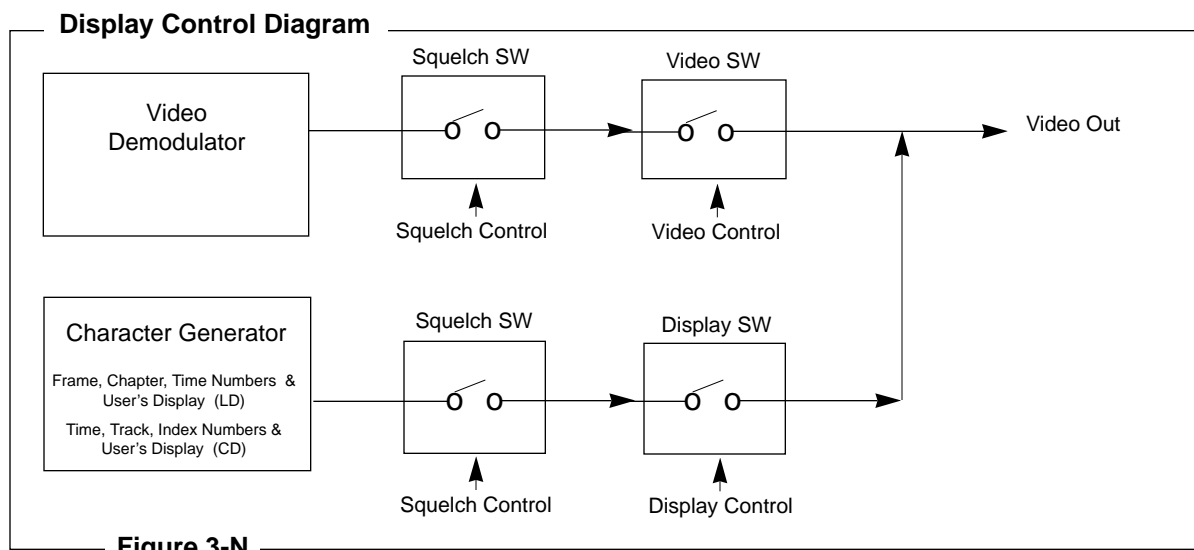 Display Control Diagram
Squelch SW
Video SW
Video
Demodulator
Video Out
Squelch Control
Video Control
Squelch SW
Display SW
Character Generator
Frame, Chapter, Time Numbers &
User's Display (LD)
Time, Track, Index Numbers &
User's Display (CD)
Squelch Control
Display Control
Figure 3-N